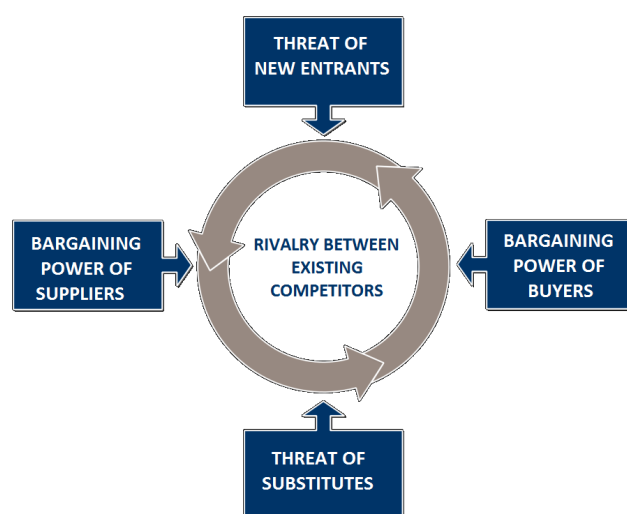 THREAT OF
NEW ENTRANTS
BARGAINING
POWER OF
SUPPLIERS
RIVALRY BETWEEN
EXISTING
COMPETITORS
BARGAINING
POWER OF
BUYERS
THREAT OF
SUBSTITUTES